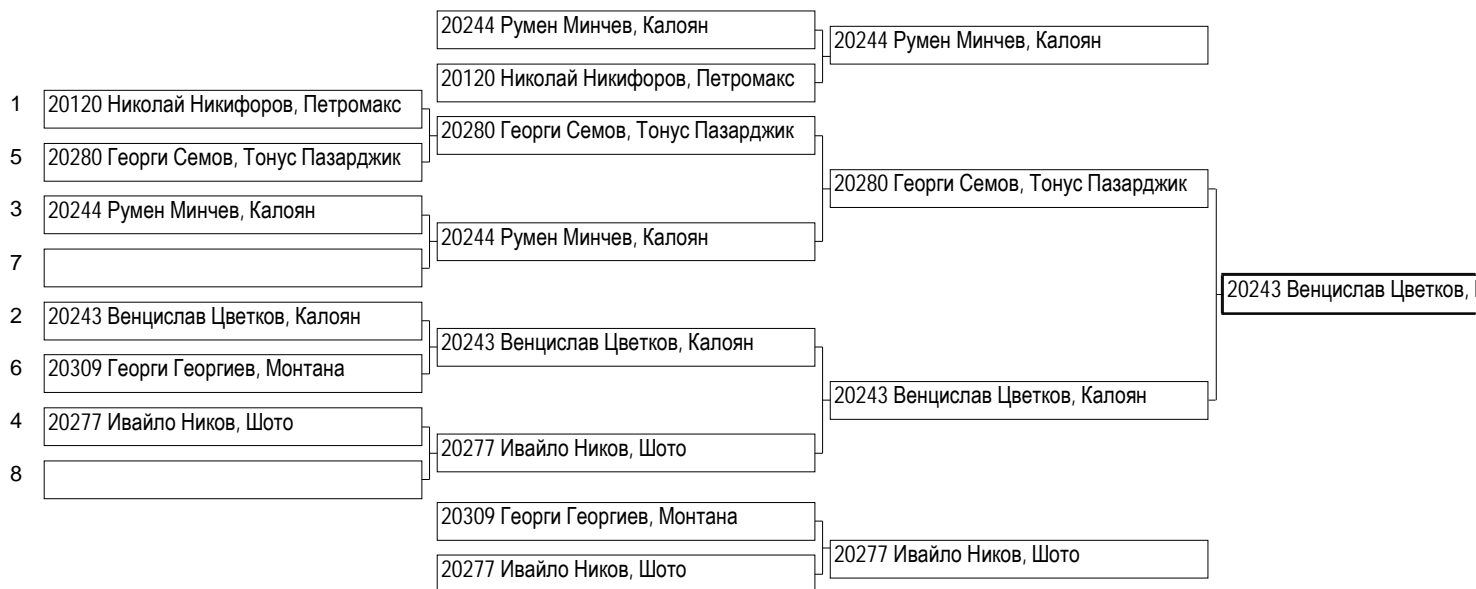 20244 Румен Минчев, Калоян
20244 Румен Минчев, Калоян
20120 Николай Никифоров, Петромакс
1 20120 Николай Никифоров, Петромакс
20280 Георги Семов, Тонус Пазарджик
5 20280 Георги Семов, Тонус Пазарджик
20280 Георги Семов, Тонус Пазарджик
3 20244 Румен Минчев, Калоян
20244 Румен Минчев, Калоян
7
20243 Венцислав Цветков,
2 20243 Венцислав Цветков, Калоян
20243 Венцислав Цветков, Калоян
6 20309 Георги Георгиев, Монтана
20243 Венцислав Цветков, Калоян
4 20277 Ивайло Ников, Шото
20277 Ивайло Ников, Шото
8
20309 Георги Георгиев, Монтана
20277 Ивайло Ников, Шото
20277 Ивайло Ников, Шото